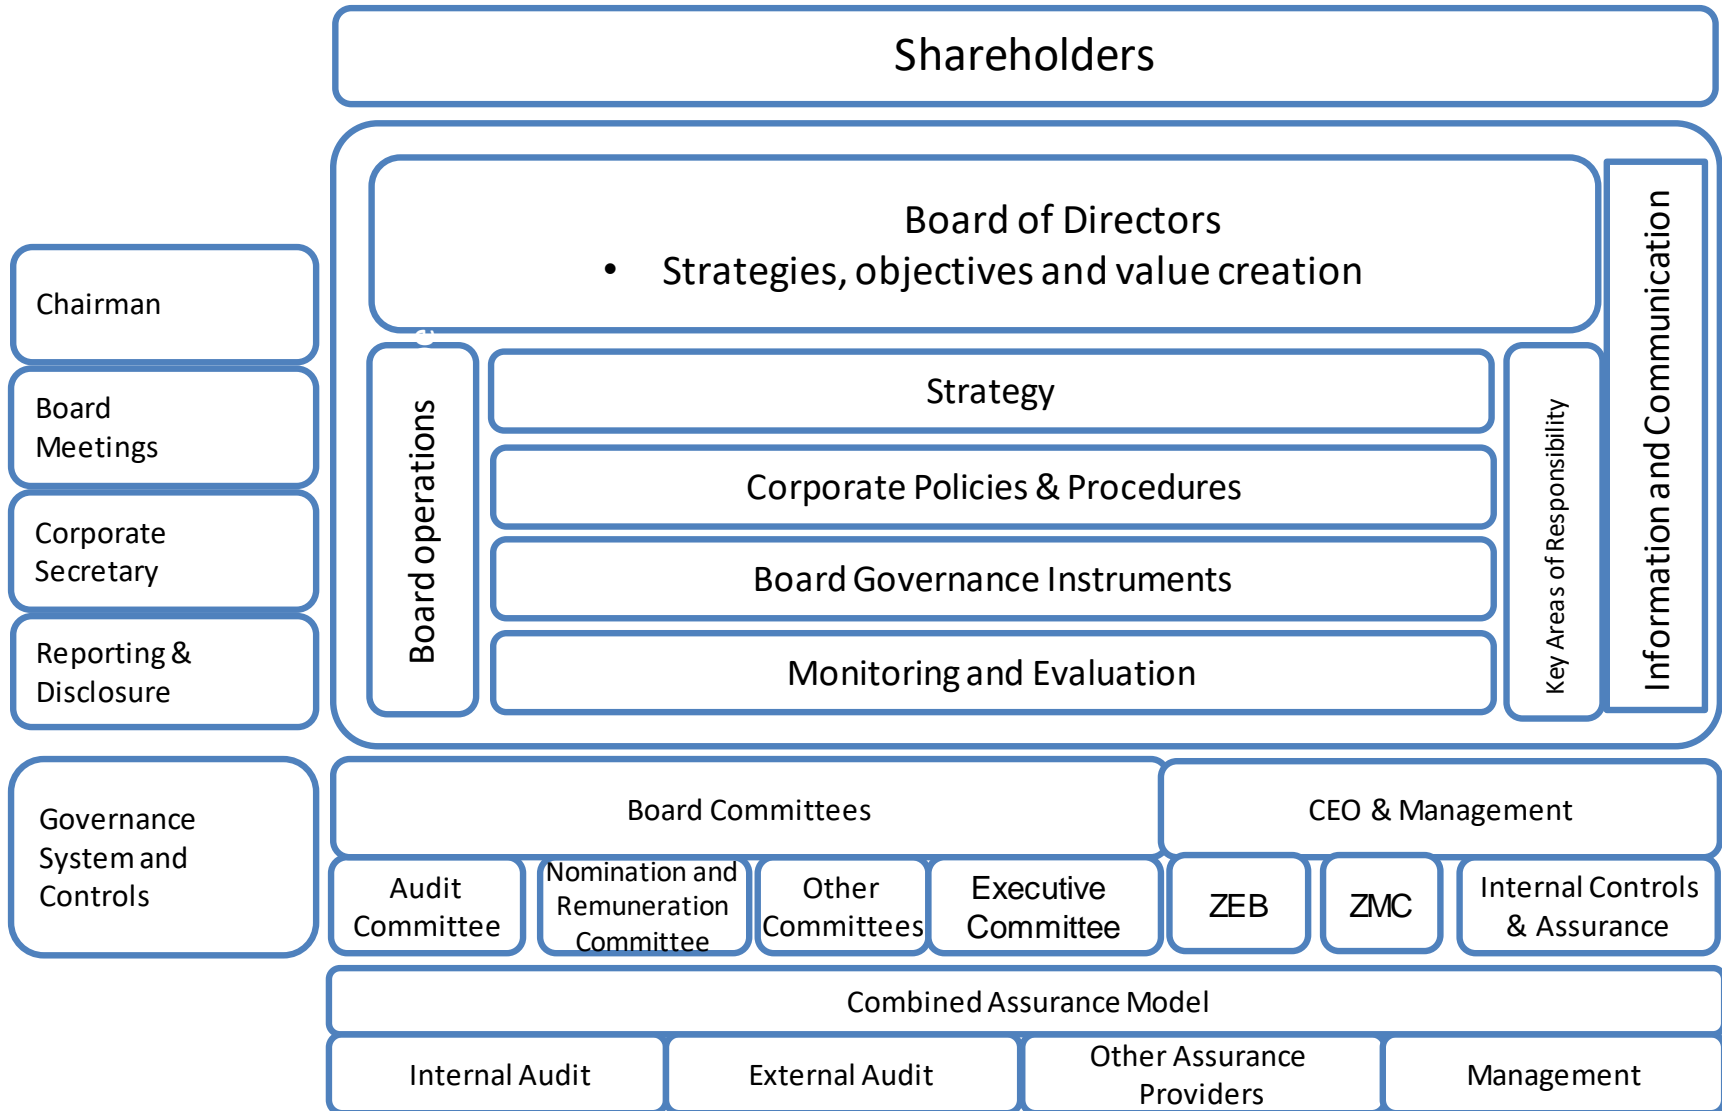 Shareholders
Board of Directors
• Strategies, objectives and value creation
Information and Communication
Chairman
Board
Meetings
Corporate
Secretary
Reporting &
Disclosure
Board operations
Strategy
Corporate Policies & Procedures
Board Governance Instruments
Monitoring and Evaluation
Key Areas of Responsibility
Governance
System and
Controls
Board Committees
CEO & Management
Audit
Committee
Nomination and
Remuneration
Committee
Other
Committees
Executive
Committee
ZEB
ZMC
Internal Controls
& Assurance
Combined Assurance Model
Internal Audit
External Audit
Other Assurance
Providers
Management